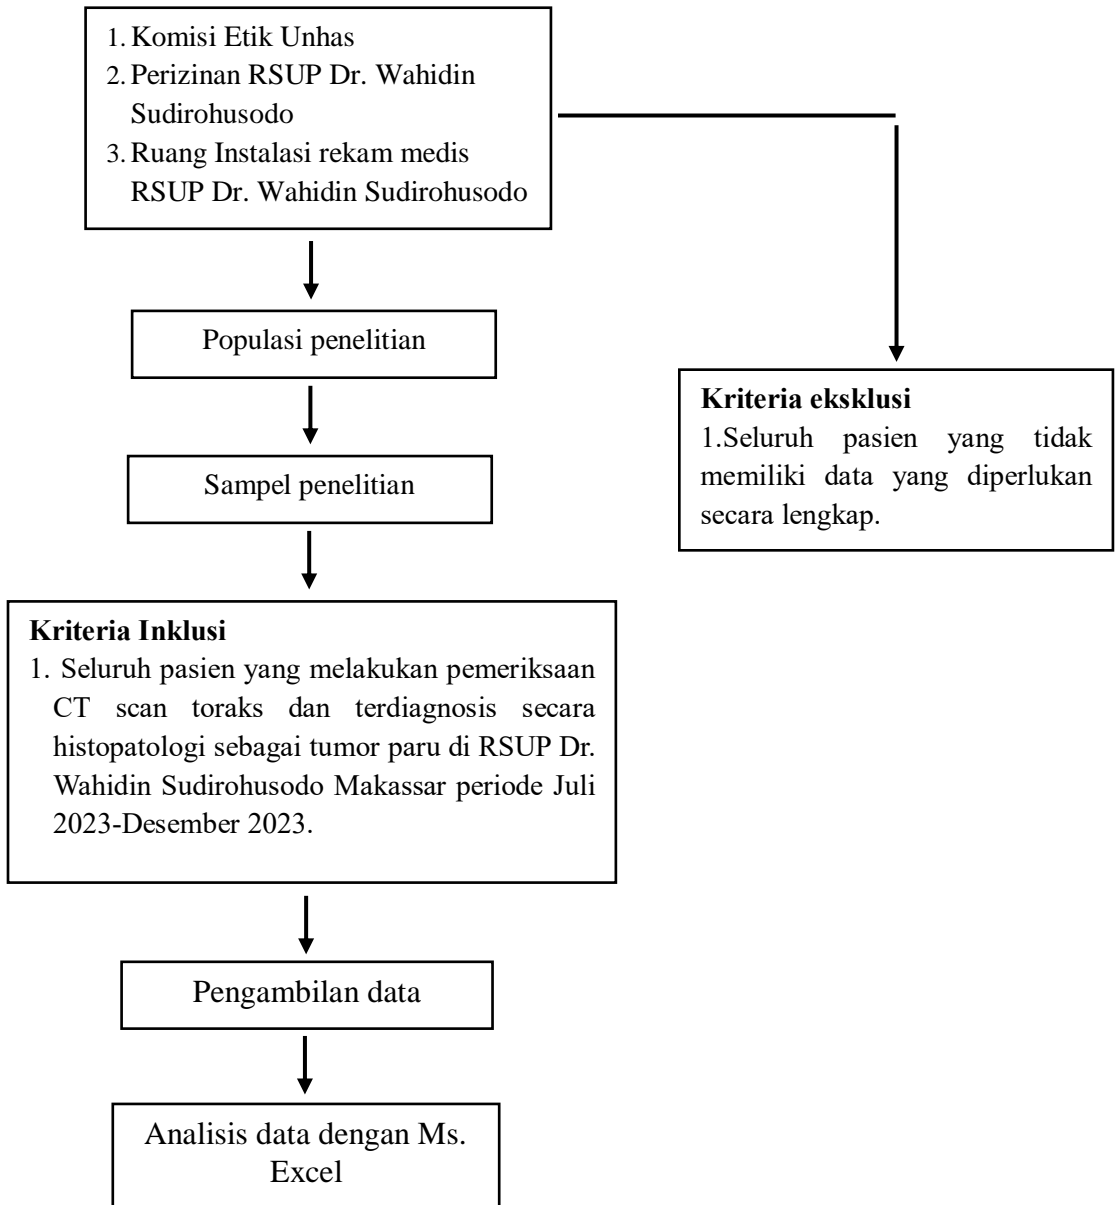 1. Komisi Etik Unhas
2. Perizinan RSUP Dr. Wahidin
Sudirohusodo
3. Ruang Instalasi rekam medis
RSUP Dr. Wahidin Sudirohusodo
Populasi penelitian
Sampel penelitian
Kriteria eksklusi
1.Seluruh pasien yang tidak
memiliki data yang diperlukan
secara lengkap.
Kriteria Inklusi
1. Seluruh pasien yang melakukan pemeriksaan
CT scan toraks dan terdiagnosis secara
histopatologi sebagai tumor paru di RSUP Dr.
Wahidin Sudirohusodo Makassar periode Juli
2023-Desember 2023.
Pengambilan data
Analisis data dengan Ms.
Excel